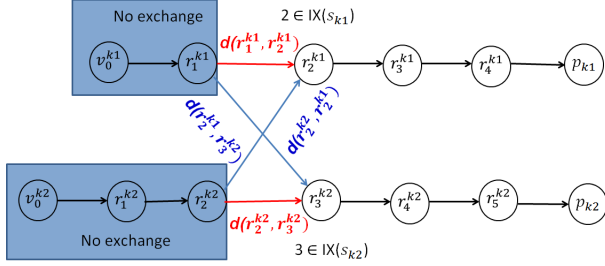 No exchange
2 ∈ IX(s_{k1})
d(r_1^{k1}, r_2^{k1})
v_0^{k1} r_1^{k1} r_2^{k1} r_3^{k1} r_4^{k1} p_{k1}
d(r_2^{k1}, r_3^{k2})
d(r_2^{k2}, r_2^{k1})
v_0^{k2} r_1^{k2} r_2^{k2} r_3^{k2} r_4^{k2} r_5^{k2} p_{k2}
d(r_2^{k2}, r_3^{k2})
No exchange
3 ∈ IX(s_{k2})